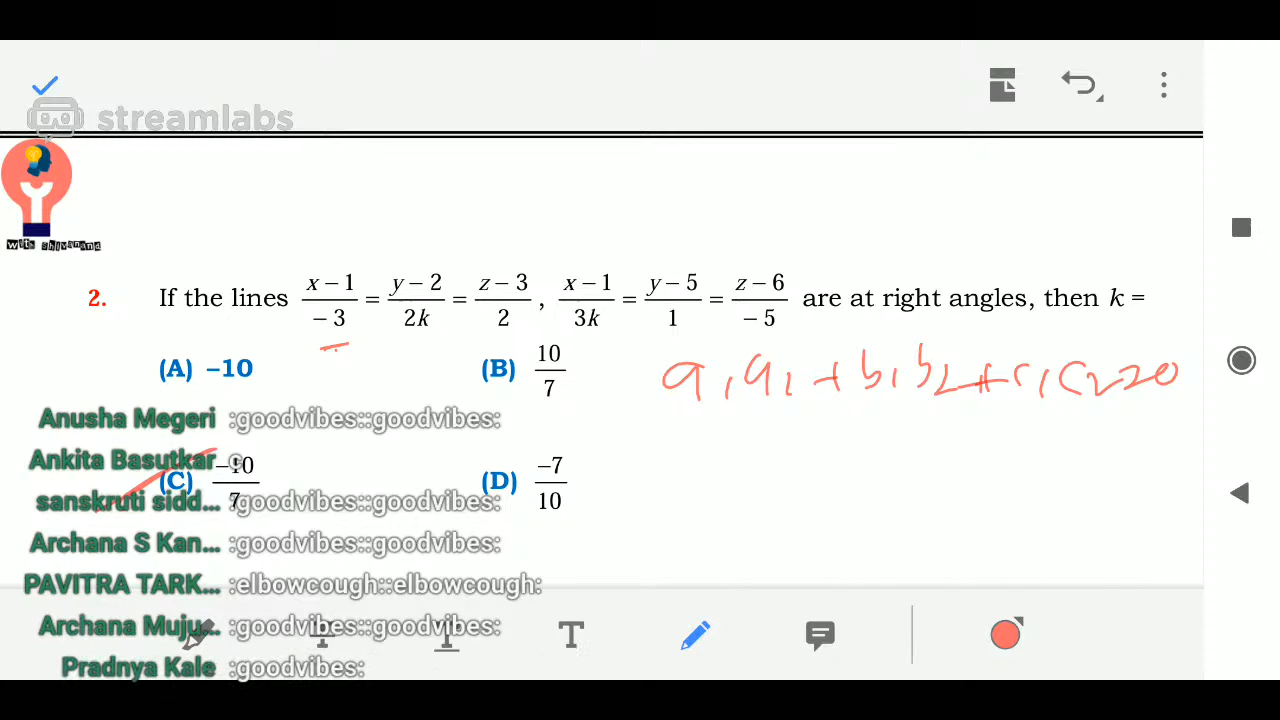 streamlabs
with shivanand
2. If the lines (x − 1)/(− 3) = (y − 2)/(2k) = (z − 3)/2 , (x − 1)/(3k) = (y − 5)/1 = (z − 6)/(− 5) are at right angles, then k =
(A) −10 (B) 10/7
a1a1 + b1b2 + c1c2=0
Anusha Megeri :goodvibes::goodvibes:
Ankita Basutkar c
(C) −10/7 (D) −7/10
sanskruti sidd... :goodvibes::goodvibes:
Archana S Kan... :goodvibes::goodvibes:
PAVITRA TARK... :elbowcough::elbowcough:
Archana Muju... :goodvibes::goodvibes:
Pradnya Kale :goodvibes:
T T T